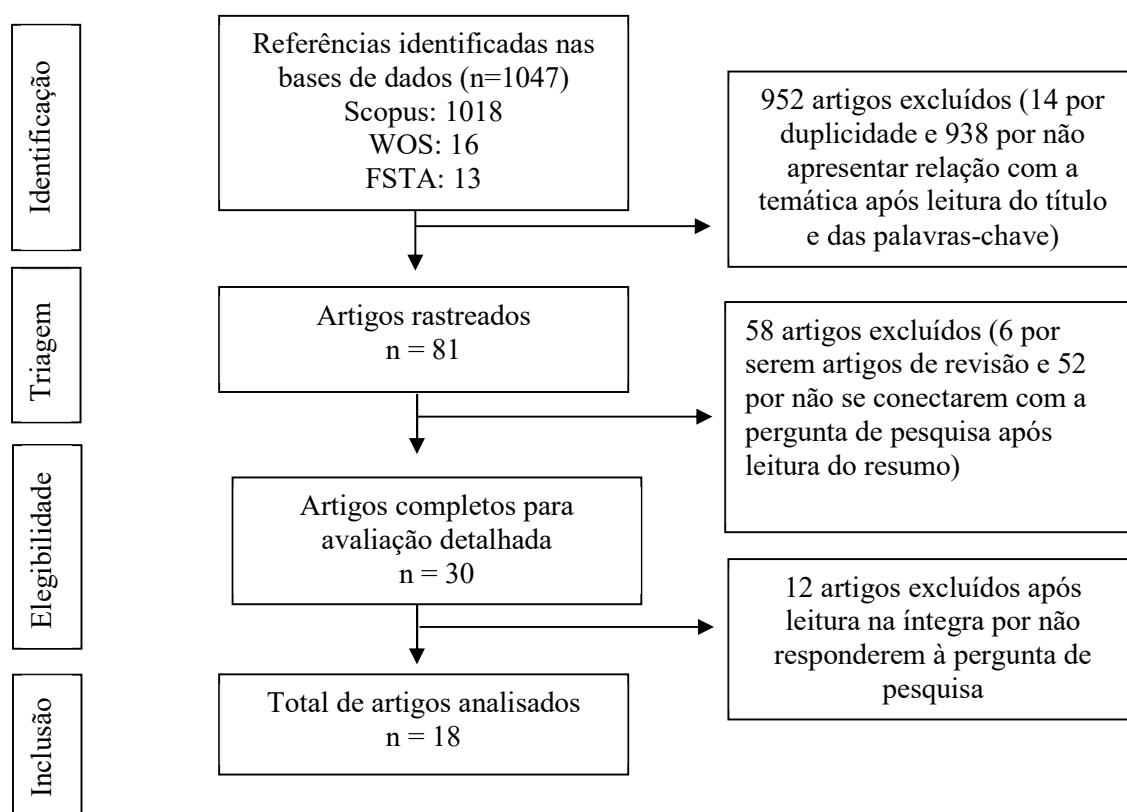 Identificação
Referências identificadas nas
bases de dados (n=1047)
Scopus: 1018
WOS: 16
FSTA: 13
952 artigos excluídos (14 por
duplicidade e 938 por não
apresentar relação com a
temática após leitura do título
e das palavras-chave)
Triagem
Artigos rastreados
n = 81
58 artigos excluídos (6 por
serem artigos de revisão e 52
por não se conectarem com a
pergunta de pesquisa após
leitura do resumo)
Elegibilidade
Artigos completos para
avaliação detalhada
n = 30
12 artigos excluídos após
leitura na íntegra por não
responderem à pergunta de
pesquisa
Inclusão
Total de artigos analisados
n = 18